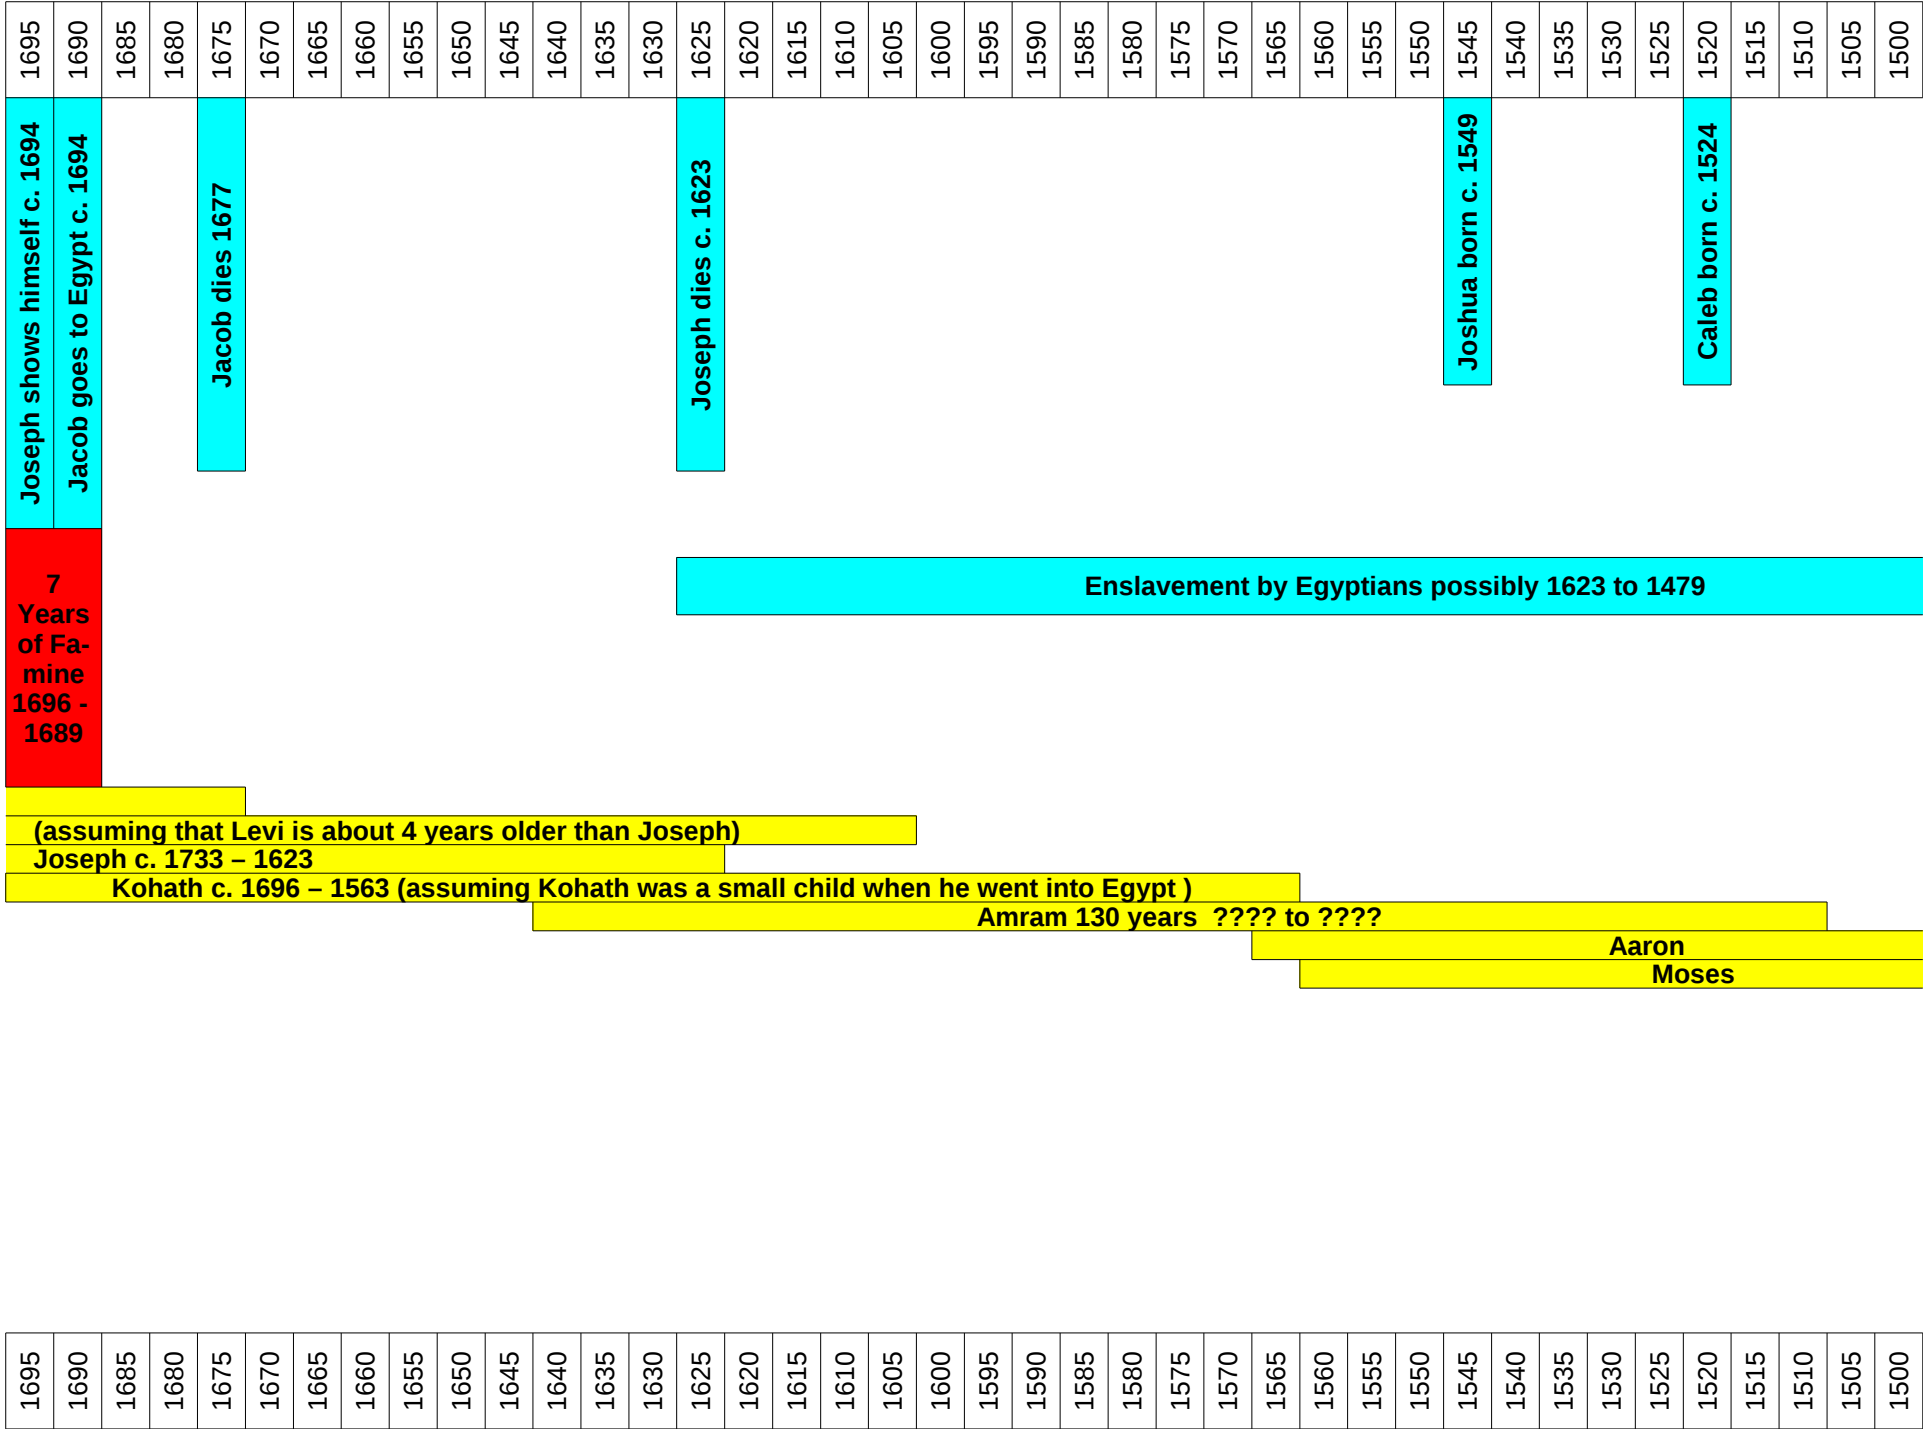 1695 1690 1685 1680 1675 1670 1665 1660 1655 1650 1645 1640 1635 1630 1625 1620 1615 1610 1605 1600 1595 1590 1585 1580 1575 1570 1565 1560 1555 1550 1545 1540 1535 1530 1525 1520 1515 1510 1505 1500
Joseph shows himself c. 1694
Jacob goes to Egypt c. 1694
Jacob dies 1677
Joseph dies c. 1623
Joshua born c. 1549
Caleb born c. 1524
7
Years
of Fa-
mine
1696 -
1689
Enslavement by Egyptians possibly 1623 to 1479
(assuming that Levi is about 4 years older than Joseph)
Joseph c. 1733 – 1623
Kohath c. 1696 – 1563 (assuming Kohath was a small child when he went into Egypt )
Amram 130 years ???? to ????
Aaron
Moses
1695 1690 1685 1680 1675 1670 1665 1660 1655 1650 1645 1640 1635 1630 1625 1620 1615 1610 1605 1600 1595 1590 1585 1580 1575 1570 1565 1560 1555 1550 1545 1540 1535 1530 1525 1520 1515 1510 1505 1500